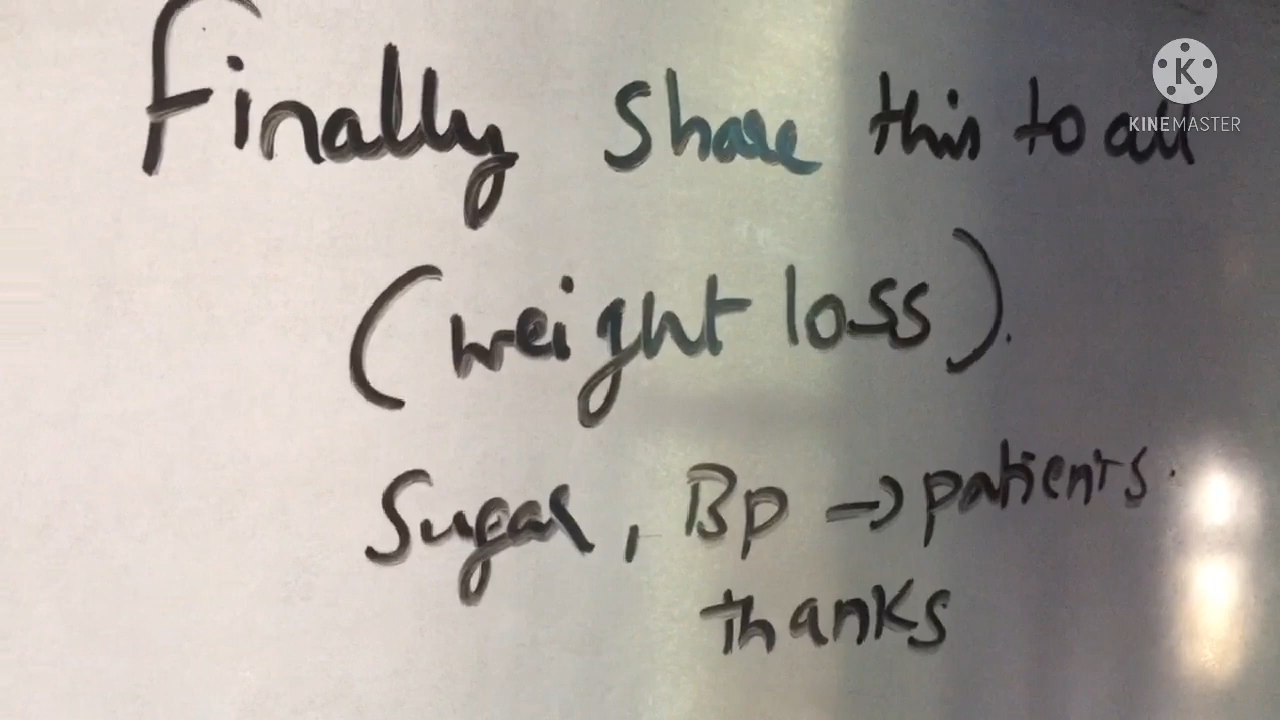 Finally share this to all
(weight loss).
Sugar, Bp → patients.
thanks
K
KINEMASTER